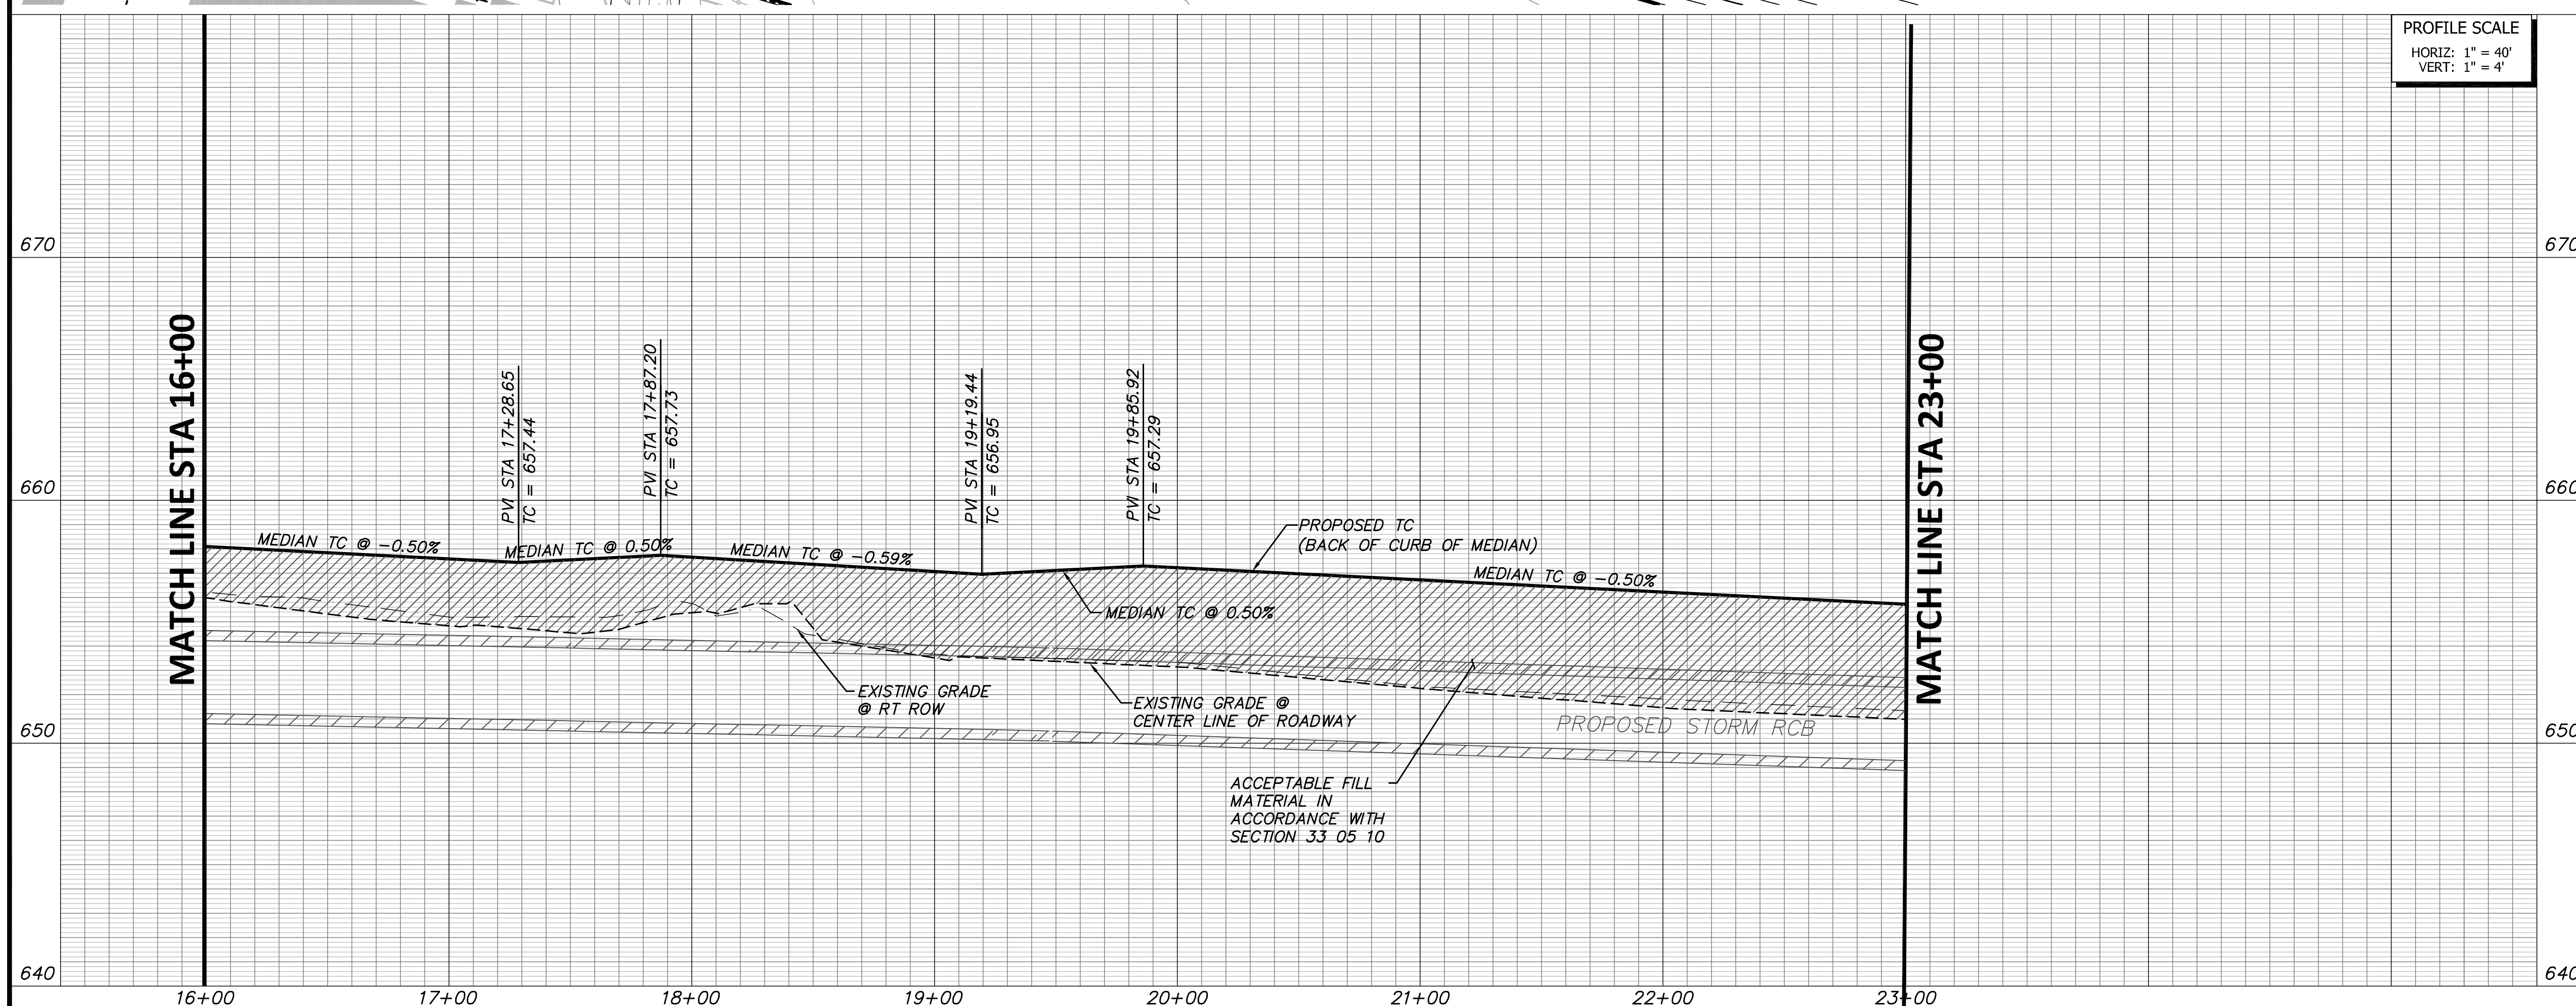 PROFILE SCALE
HORIZ: 1" = 40'
VERT: 1" = 4'
670
670
660
660
650
650
640
640
MATCH LINE STA 16+00
PVI STA 17+28.65
TC = 657.44
PVI STA 17+87.20
TC = 657.73
PVI STA 19+19.44
TC = 656.95
PVI STA 19+85.92
TC = 657.29
MATCH LINE STA 23+00
MEDIAN TC @ -0.50%
MEDIAN TC @ 0.50%
MEDIAN TC @ -0.59%
PROPOSED TC
(BACK OF CURB OF MEDIAN)
MEDIAN TC @ -0.50%
MEDIAN TC @ 0.50%
EXISTING GRADE
@ RT ROW
EXISTING GRADE @
CENTER LINE OF ROADWAY
PROPOSED STORM RCB
ACCEPTABLE FILL
MATERIAL IN
ACCORDANCE WITH
SECTION 33 05 10
16+00
17+00
18+00
19+00
20+00
21+00
22+00
23+00